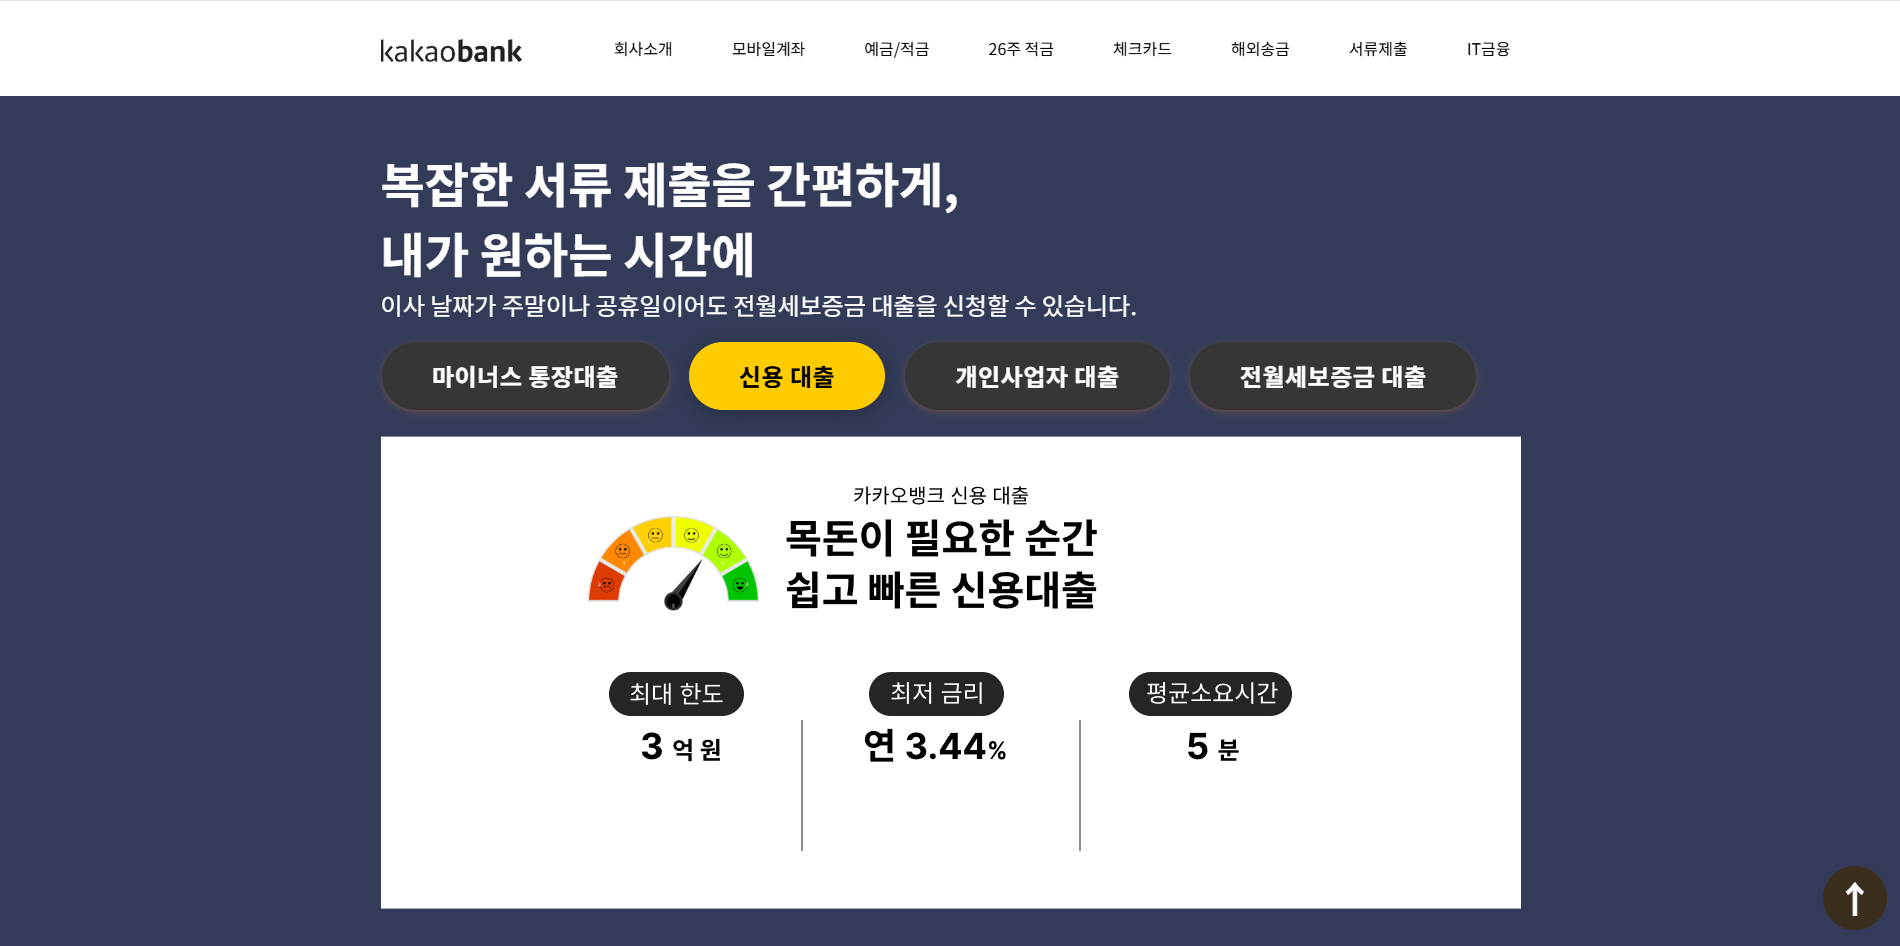 kakaobank
회사소개 모바일계좌 예금/적금 26주 적금 체크카드 해외송금 서류제출 IT금융
복잡한 서류 제출을 간편하게,
내가 원하는 시간에
이사 날짜가 주말이나 공휴일이어도 전월세보증금 대출을 신청할 수 있습니다.
마이너스 통장대출 신용 대출 개인사업자 대출 전월세보증금 대출
카카오뱅크 신용 대출
목돈이 필요한 순간
쉽고 빠른 신용대출
최대 한도 최저 금리 평균소요시간
3 억 원 연 3.44% 5 분